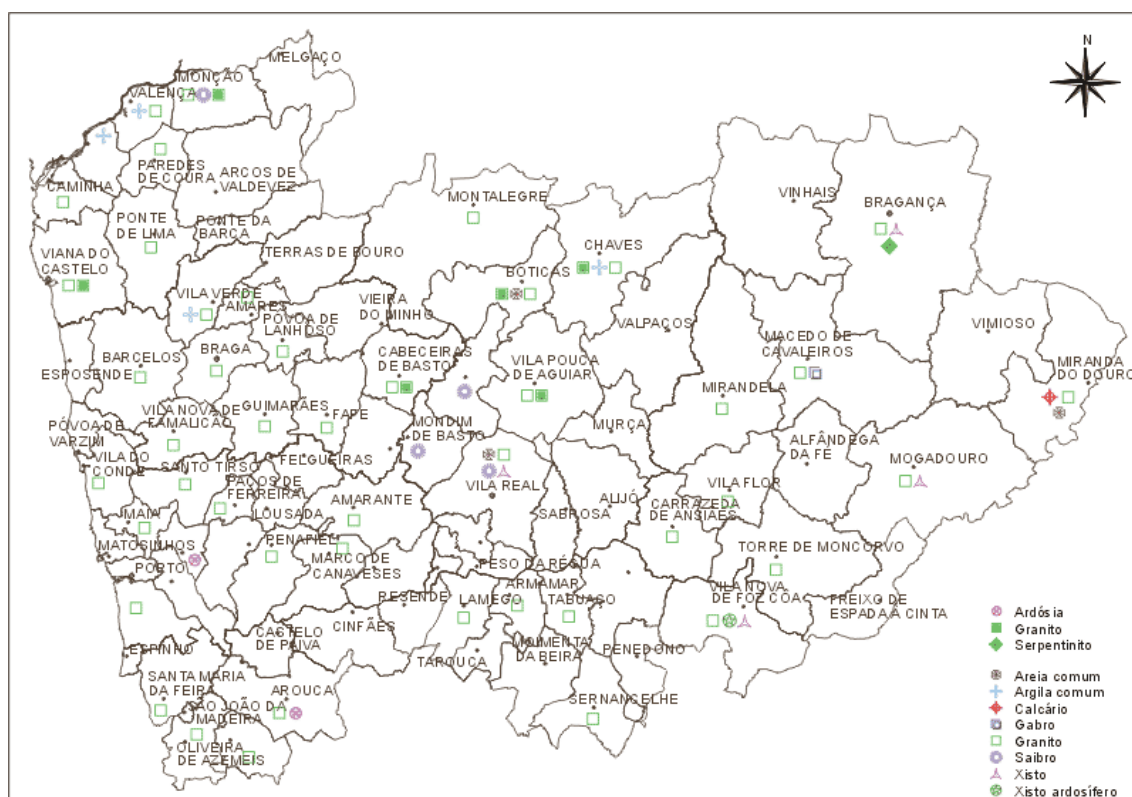 N
MELGAÇO
MONÇÃO
VALENÇA
PAREDES
DE COURA
ARCOS DE
VALDEVEZ
CAMINHA
PONTE
DE LIMA
PONTE DA
BARCA
VIANA DO
CASTELO
TERRAS DE BOURO
MONTALEGRE
VINHAIS
BRAGANÇA
CHAVES
BOTICAS
VILA VERDE
AMARES
VIEIRA
DO MINHO
PÓVOA DE
LANHOSO
VALPAÇOS
MACEDO DE
CAVALEIROS
VIMIOSO
MIRANDA
DO DOURO
BARCELOS
ESPOSENDE
BRAGA
CABECEIRAS
DE BASTO
VILA POUCA
DE AGUIAR
MIRANDELA
PÓVOA DE
VARZIM
VILA NOVA DE
FAMALICÃO
GUIMARÃES
FAFE
MONDIM
DE BASTO
MURÇA
ALFÂNDEGA
DA FÉ
MOGADOURO
VILA DO
CONDE
SANTO TIRSO
FELGUEIRAS
PAÇOS DE
FERREIRA
LOUSADA
AMARANTE
VILA REAL
SABROSA
ALIJÓ
CARRAZEDA
DE ANSIÃES
VILA FLOR
MAIA
MATOSINHOS
PORTO
PENAFIEL
MARCO DE
CANAVESES
PESO DA RÉGUA
TORRE DE MONCORVO
RESENDE
LAMEGO
ARMAMAR
TABUAÇO
VILA NOVA
DE FOZ CÔA
FREIXO DE
ESPADA À CINTA
CINFÃES
CASTELO
DE PAIVA
ESPINHO
TAROUCA
MOIMENTA
DA BEIRA
PENEDONO
SANTA MARIA
DA FEIRA
AROUCA
SÃO JOÃO DA
MADEIRA
OLIVEIRA
DE AZEMEIS
SERNANCELHE
Ardósia
Granito
Serpentinito
Areia comum
Argila comum
Calcário
Gabro
Granito
Saibro
Xisto
Xisto ardosífero